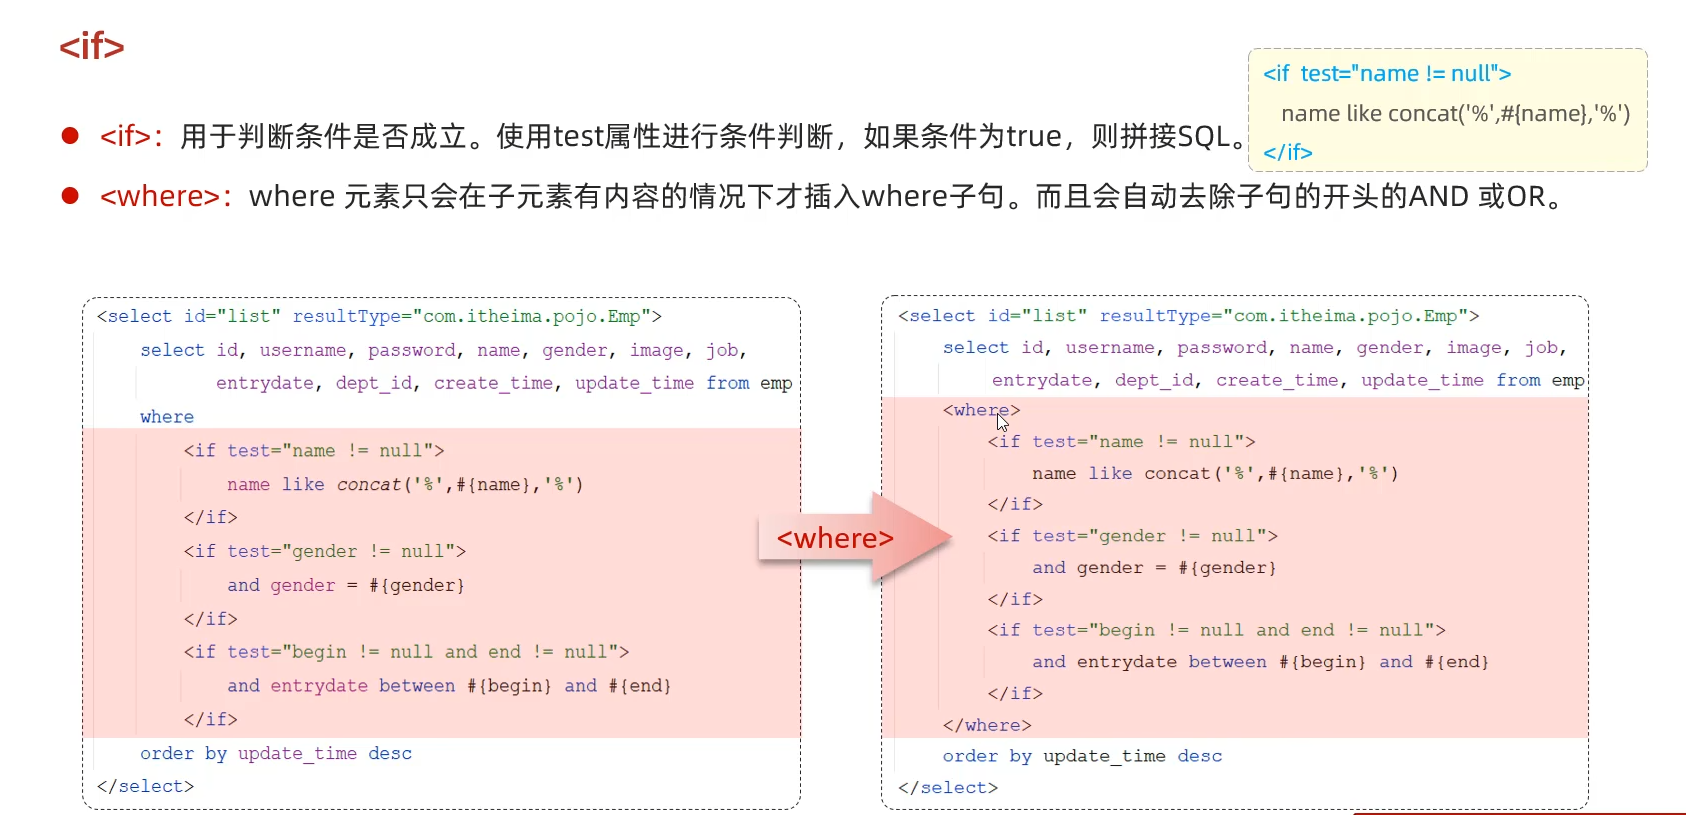 <if>
<if test="name != null">
name like concat('%',#{name},'%')
</if>
<if>：用于判断条件是否成立。使用test属性进行条件判断，如果条件为true，则拼接SQL。
<where>：where 元素只会在子元素有内容的情况下才插入where子句。而且会自动去除子句的开头的AND 或OR。
<select id="list" resultType="com.itheima.pojo.Emp">
select id, username, password, name, gender, image, job,
entrydate, dept_id, create_time, update_time from emp
where
<if test="name != null">
name like concat('%',#{name},'%')
</if>
<if test="gender != null">
and gender = #{gender}
</if>
<if test="begin != null and end != null">
and entrydate between #{begin} and #{end}
</if>
order by update_time desc
</select>
<where>
<select id="list" resultType="com.itheima.pojo.Emp">
select id, username, password, name, gender, image, job,
entrydate, dept_id, create_time, update_time from emp
<where>
<if test="name != null">
name like concat('%',#{name},'%')
</if>
<if test="gender != null">
and gender = #{gender}
</if>
<if test="begin != null and end != null">
and entrydate between #{begin} and #{end}
</if>
</where>
order by update_time desc
</select>